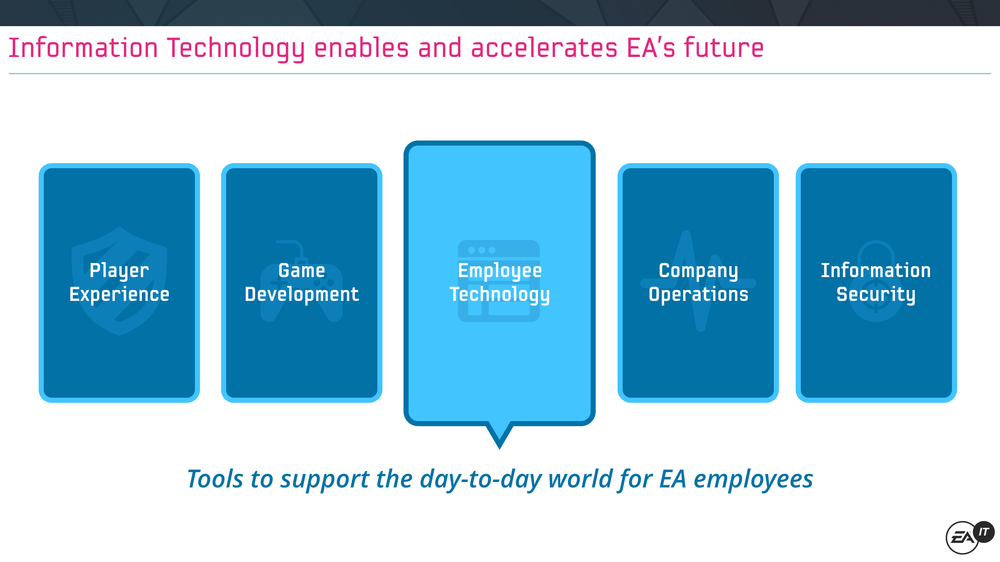 Information Technology enables and accelerates EA's future
Player
Experience
Game
Development
Employee
Technology
Company
Operations
Information
Security
Tools to support the day-to-day world for EA employees
EA IT